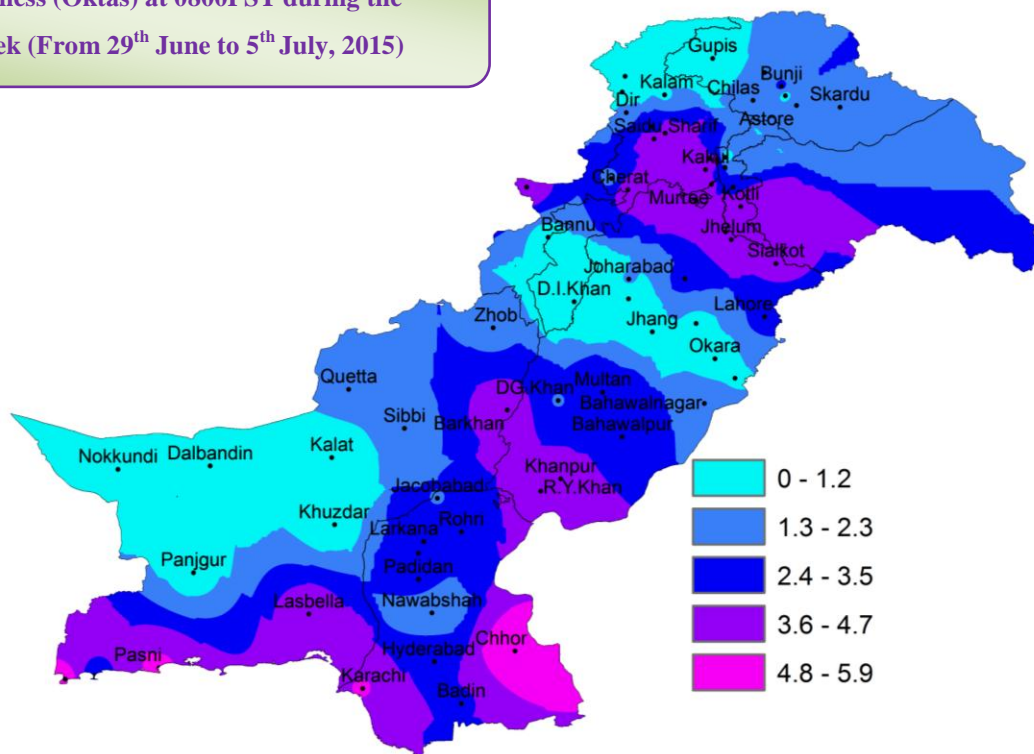 (Oktas) at 0800PST during the
(From 29th June to 5th July, 2015)
Gupis
Bunji
Kalam
Chilas
Skardu
Dir
Astore
Saidu Sharif
Kakul
Cherat
Murree
Kotli
Bannu
Jhelum
Sialkot
Joharabad
D.I.Khan
Lahore
Zhob
Jhang
Okara
Quetta
DG.Khan
Multan
Bahawalnagar
Sibbi
Barkhan
Bahawalpur
Nokkundi
Dalbandin
Kalat
Khanpur
R.Y.Khan
Jacobabad
Khuzdar
Rohri
Larkana
Panjgur
Padidan
Lasbella
Nawabshah
Chhor
Hyderabad
Pasni
Karachi
Badin
0 - 1.2
1.3 - 2.3
2.4 - 3.5
3.6 - 4.7
4.8 - 5.9